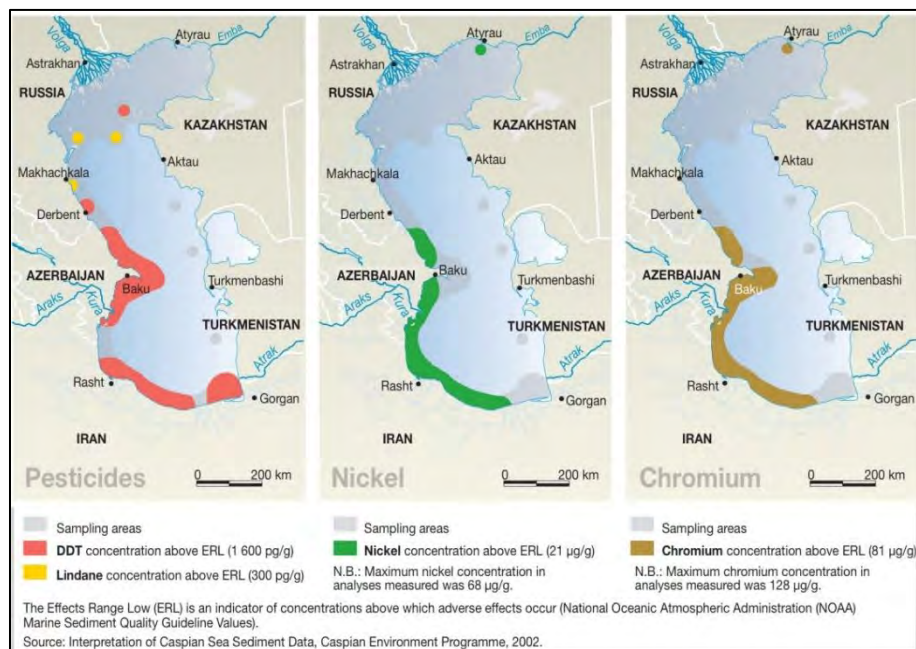 Volga
Atyrau
Emba
Astrakhan
RUSSIA
KAZAKHSTAN
Aktau
Makhachkala
Derbent
AZERBAIJAN
Baku
Turkmenbashi
Araks
Kura
TURKMENISTAN
Atrak
Rasht
Gorgan
IRAN
Pesticides
0 200 km
Sampling areas
DDT concentration above ERL (1 600 pg/g)
Lindane concentration above ERL (300 pg/g)
Volga
Atyrau
Emba
Astrakhan
RUSSIA
KAZAKHSTAN
Aktau
Makhachkala
Derbent
AZERBAIJAN
Baku
Turkmenbashi
Araks
Kura
TURKMENISTAN
Atrak
Rasht
Gorgan
IRAN
Nickel
0 200 km
Sampling areas
Nickel concentration above ERL (21 µg/g)
N.B.: Maximum nickel concentration in
analyses measured was 68 µg/g.
Volga
Atyrau
Emba
Astrakhan
RUSSIA
KAZAKHSTAN
Aktau
Makhachkala
Derbent
AZERBAIJAN
Baku
Turkmenbashi
Araks
Kura
TURKMENISTAN
Atrak
Rasht
Gorgan
IRAN
Chromium
0 200 km
Sampling areas
Chromium concentration above ERL (81 µg/g)
N.B.: Maximum chromium concentration in
analyses measured was 128 µg/g.
The Effects Range Low (ERL) is an indicator of concentrations above which adverse effects occur (National Oceanic Atmospheric Administration (NOAA)
Marine Sediment Quality Guideline Values).
Source: Interpretation of Caspian Sea Sediment Data, Caspian Environment Programme, 2002.